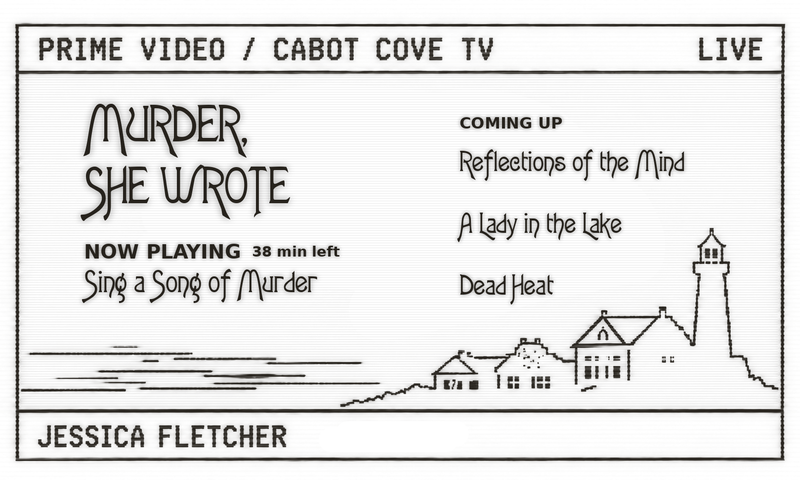 PRIME VIDEO / CABOT COVE TV LIVE
MURDER,
SHE WROTE
NOW PLAYING 38 min left
Sing a Song of Murder
COMING UP
Reflections of the Mind
A Lady in the Lake
Dead Heat
JESSICA FLETCHER